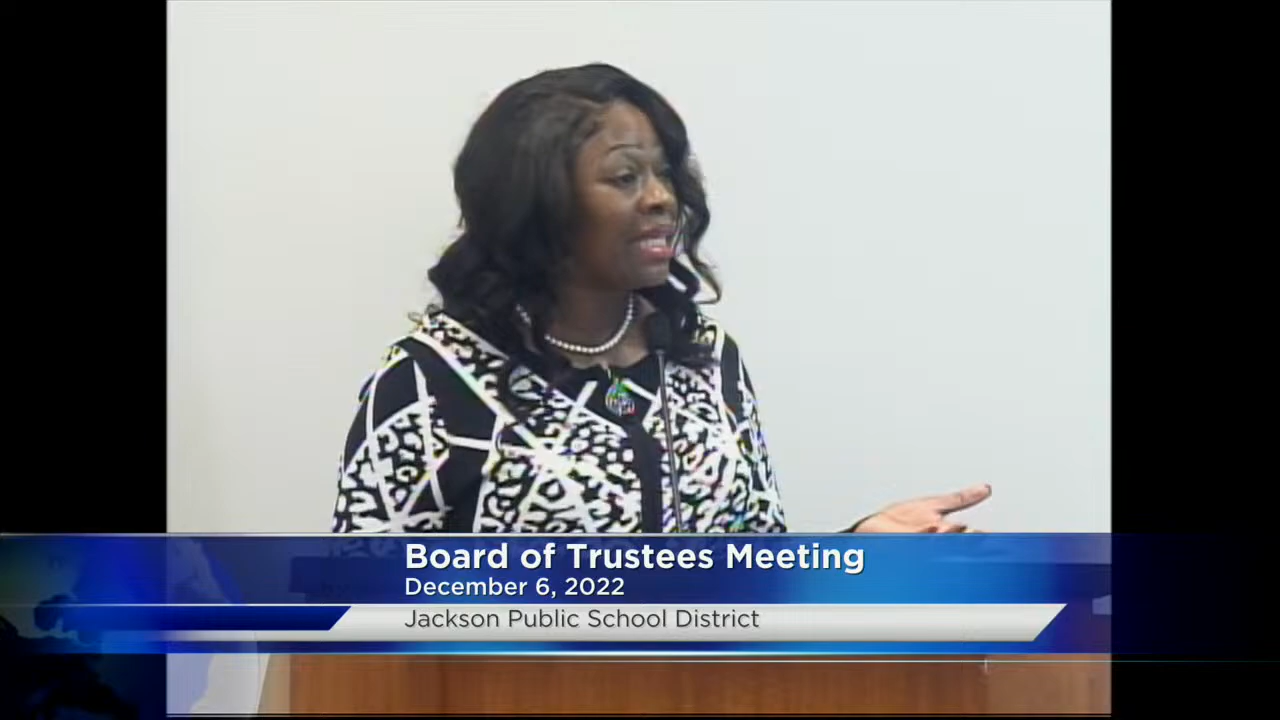 Board of Trustees Meeting
December 6, 2022
Jackson Public School District